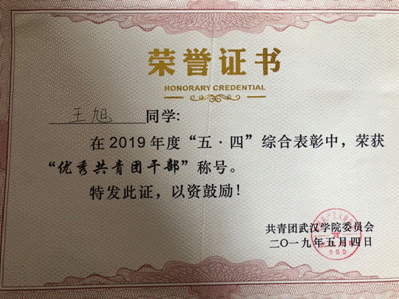 荣誉证书
HONORARY CREDENTIAL
王旭 同学:
在2019年度“五·四”综合表彰中，荣获
“优秀共青团干部”称号。
特发此证，以资鼓励！
共青团武汉学院委员会
二〇一九年五月四日